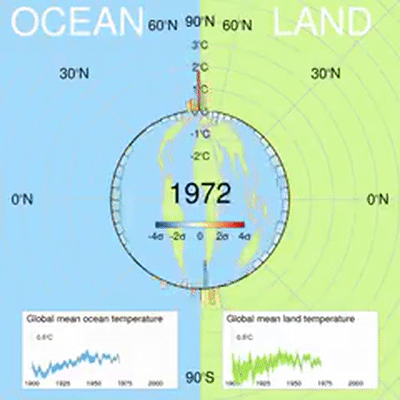 OCEAN 60°N 90°N 60°N LAND
3°C
30°N 2°C 30°N
1°C
0°C
-1°C
-2°C
0°N 1972 0°N
-4σ -2σ 0 2σ 4σ
Global mean ocean temperature
0.5°C
1900 1925 1950 1975 2000
Global mean land temperature
0.5°C
1900 1925 1950 1975 2000
90°S